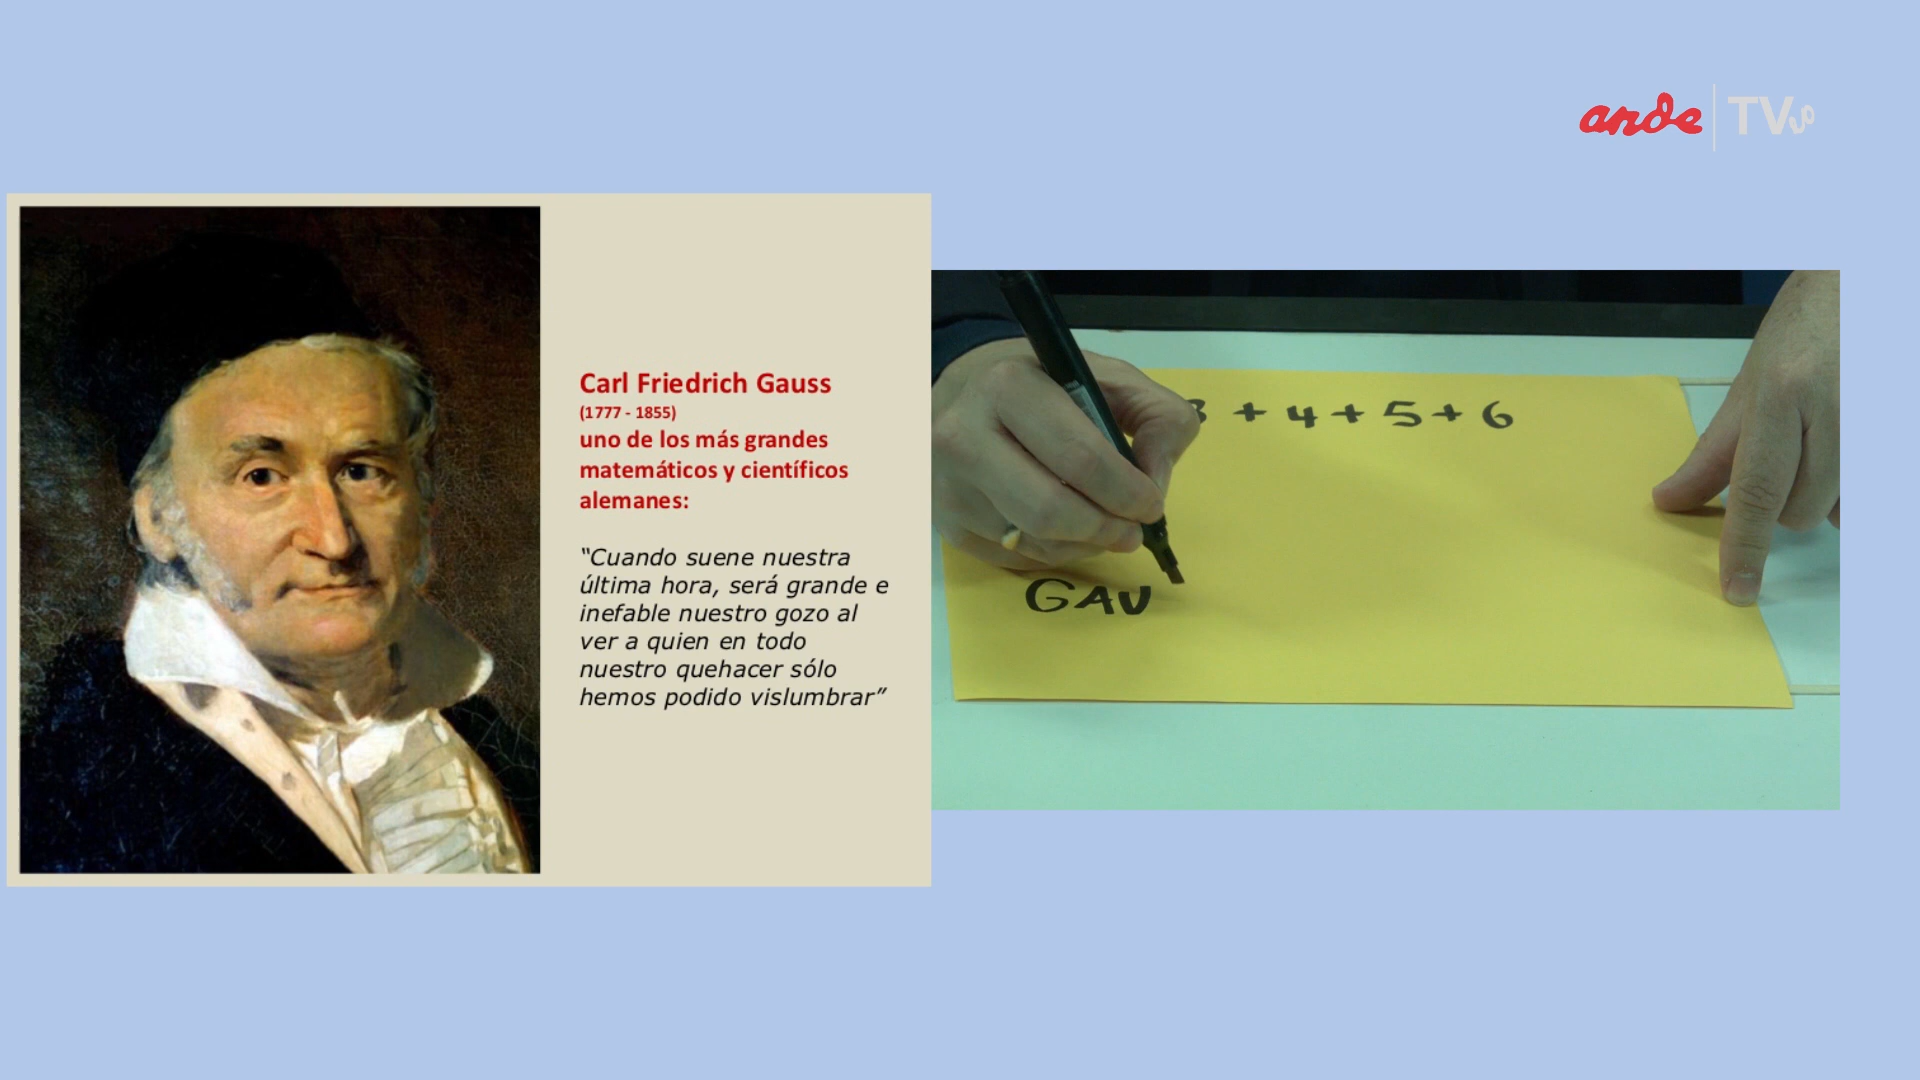 ande TV
Carl Friedrich Gauss
(1777 - 1855)
uno de los más grandes
matemáticos y científicos
alemanes:
“Cuando suene nuestra
última hora, será grande e
inefable nuestro gozo al
ver a quien en todo
nuestro quehacer sólo
hemos podido vislumbrar”
3 + 4 + 5 + 6
GAU